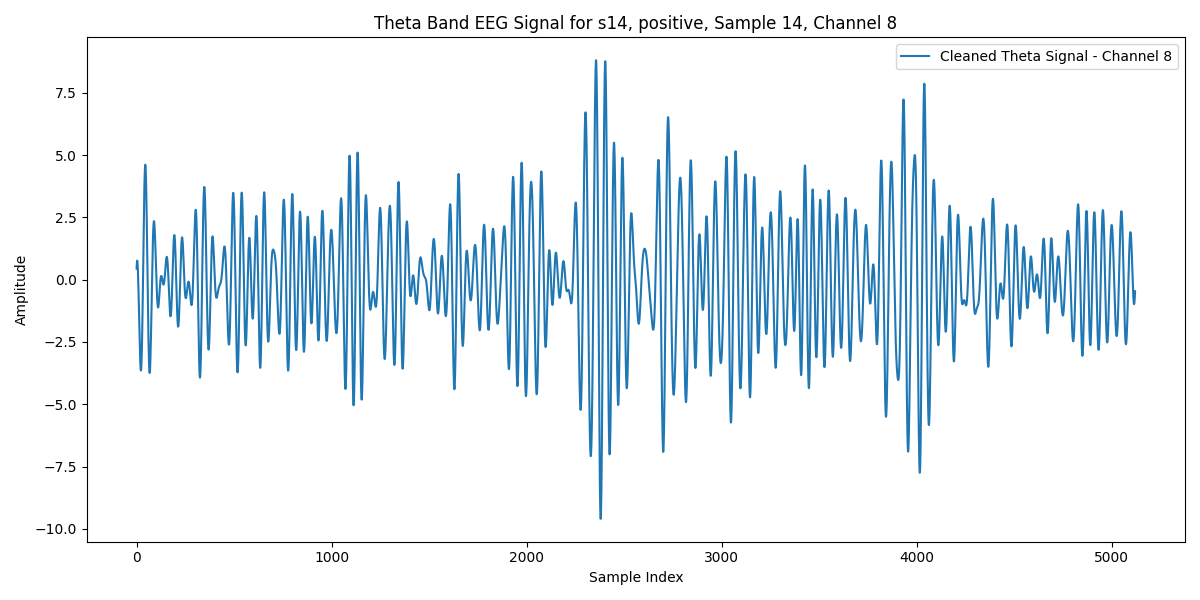 Theta Band EEG Signal for s14, positive, Sample 14, Channel 8
Cleaned Theta Signal - Channel 8
Amplitude
7.5
5.0
2.5
0.0
−2.5
−5.0
−7.5
−10.0
0 1000 2000 3000 4000 5000
Sample Index